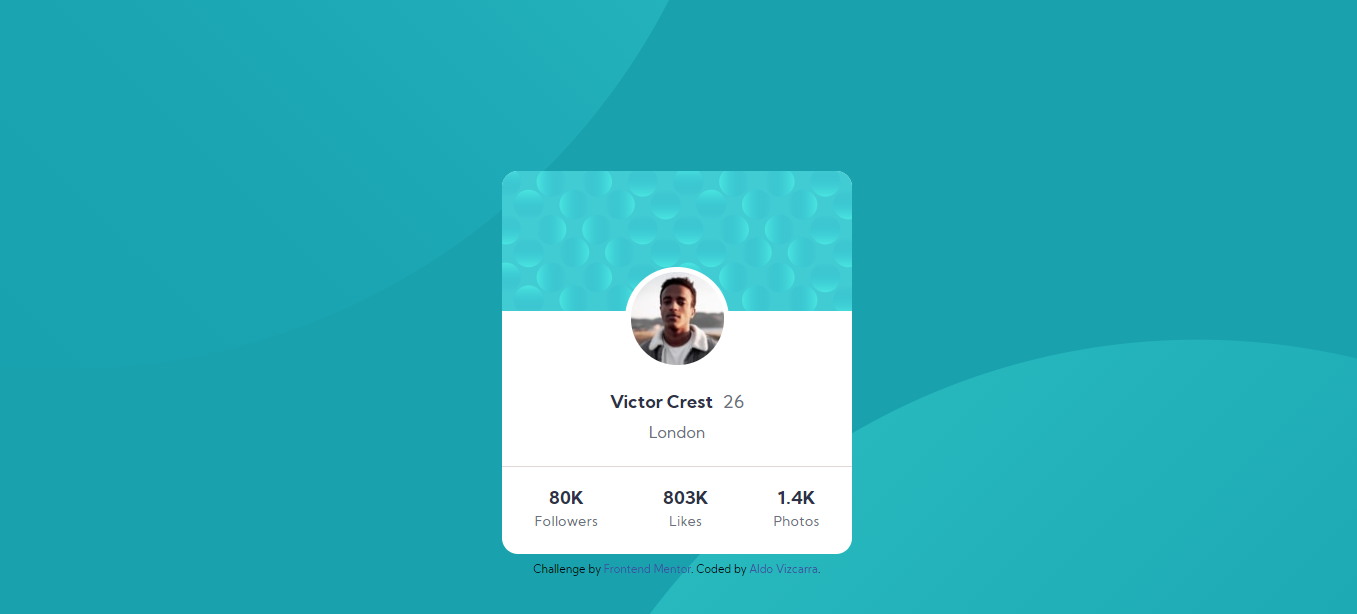 Victor Crest 26
London
80K 803K 1.4K
Followers Likes Photos
Challenge by Frontend Mentor. Coded by Aldo Vizcarra.